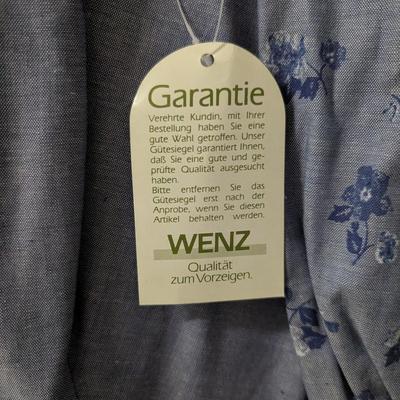 Garantie
Verehrte Kundin, mit Ihrer
Bestellung haben Sie eine
gute Wahl getroffen. Unser
Gütesiegel garantiert Ihnen,
daß Sie eine gute und ge-
prüfte Qualität ausgesucht
haben.
Bitte entfernen Sie das
Gütesiegel erst nach der
Anprobe, wenn Sie diesen
Artikel behalten werden.
WENZ
Qualität
zum Vorzeigen.